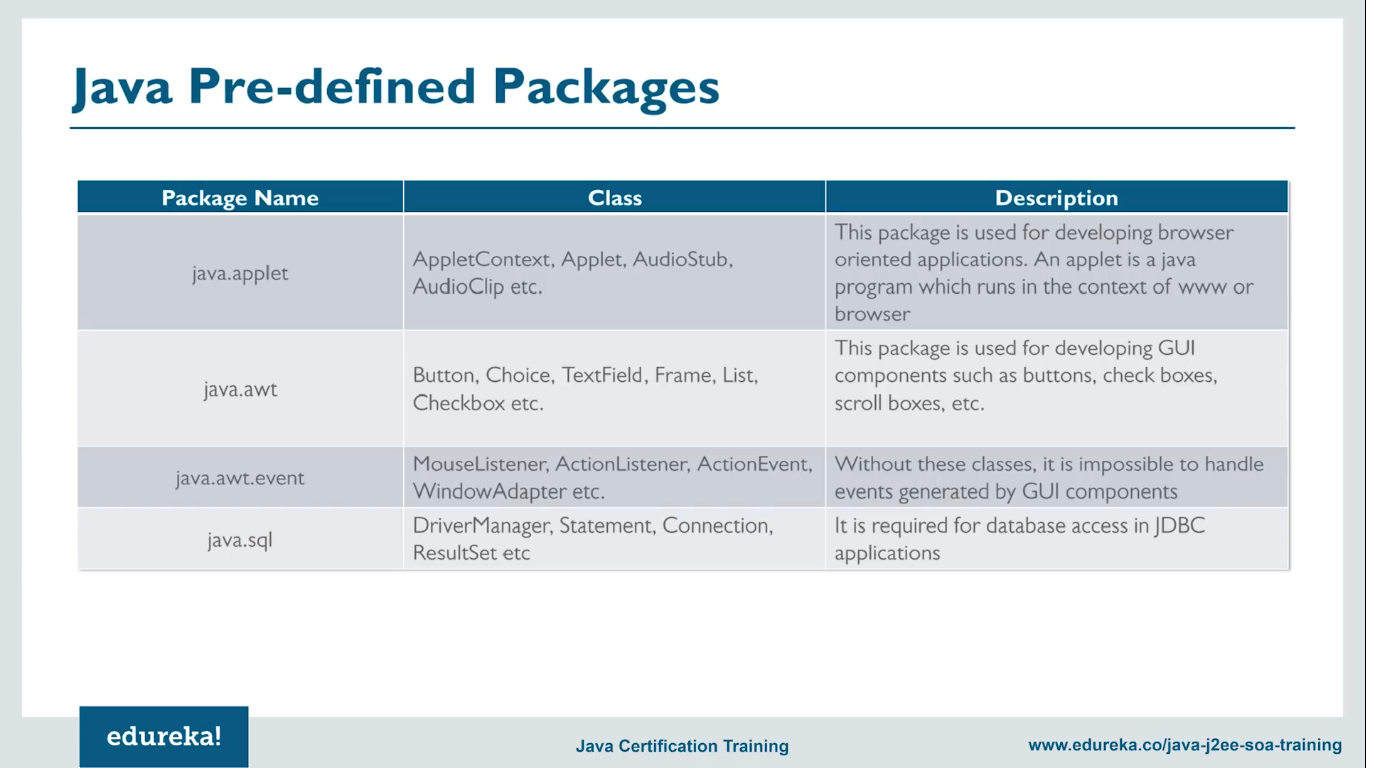 Java Pre-defined Packages
Package Name
Class
Description
java.applet
AppletContext, Applet, AudioStub,
AudioClip etc.
This package is used for developing browser
oriented applications. An applet is a java
program which runs in the context of www or
browser
java.awt
Button, Choice, TextField, Frame, List,
Checkbox etc.
This package is used for developing GUI
components such as buttons, check boxes,
scroll boxes, etc.
java.awt.event
MouseListener, ActionListener, ActionEvent,
WindowAdapter etc.
Without these classes, it is impossible to handle
events generated by GUI components
java.sql
DriverManager, Statement, Connection,
ResultSet etc
It is required for database access in JDBC
applications
edureka!
Java Certification Training
www.edureka.co/java-j2ee-soa-training